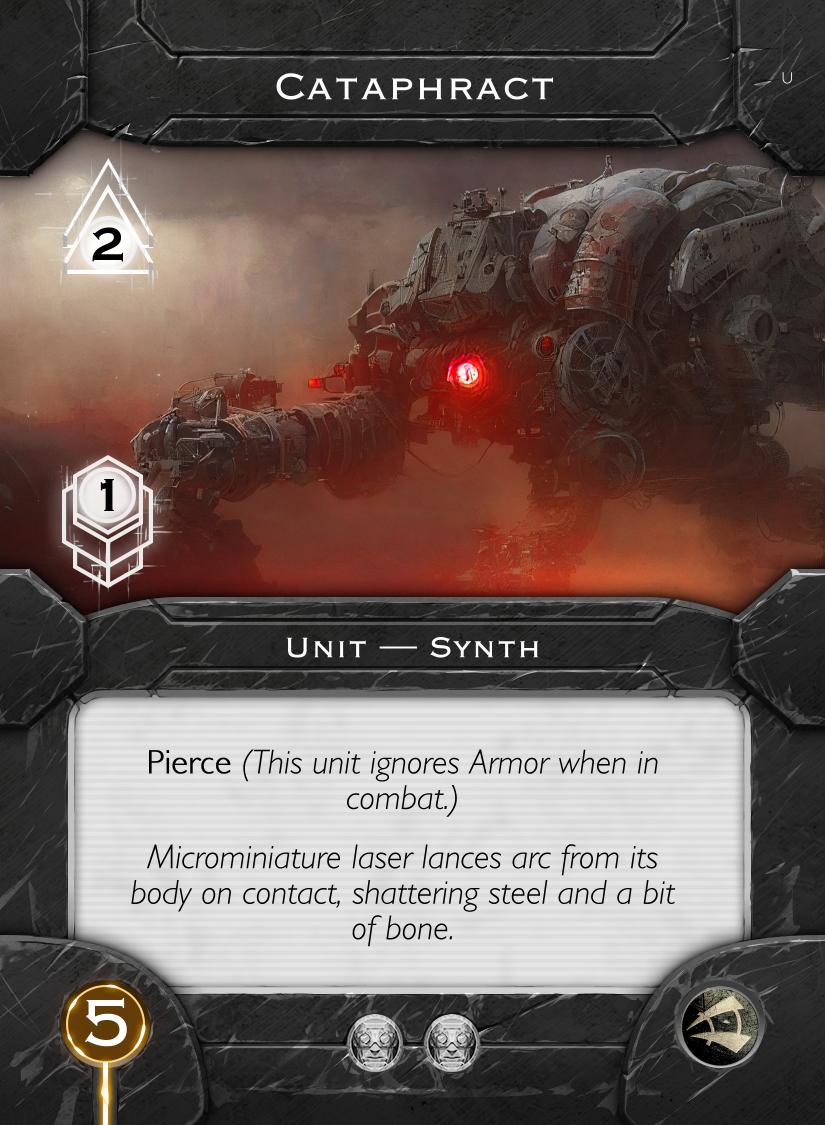 Cataphract
U
2
1
Unit — Synth
Pierce (This unit ignores Armor when in
combat.)
Microminiature laser lances arc from its
body on contact, shattering steel and a bit
of bone.
5